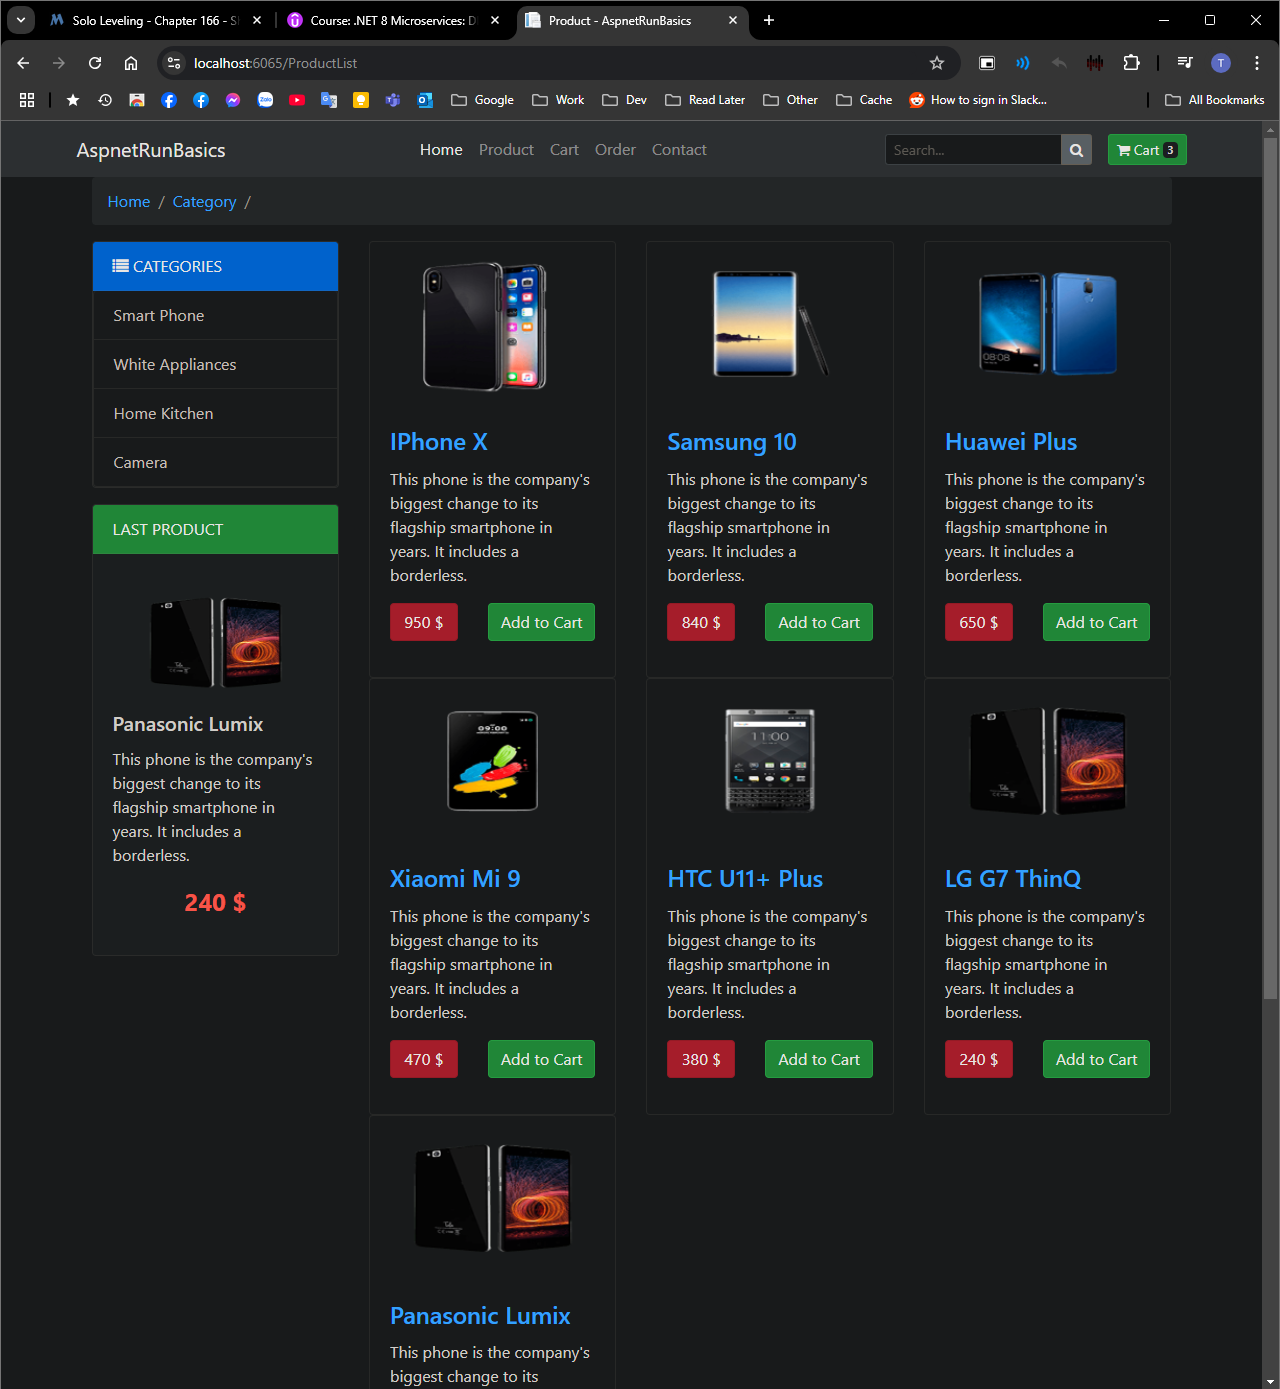 Solo Leveling - Chapter 166 - S
Course: .NET 8 Microservices: D
Product - AspnetRunBasics
localhost:6065/ProductList
T
Zalo
Google
Work
Dev
Read Later
Other
Cache
How to sign in Slack...
All Bookmarks
AspnetRunBasics
Home
Product
Cart
Order
Contact
Search...
Cart 3
Home / Category /
CATEGORIES
Smart Phone
White Appliances
Home Kitchen
Camera
LAST PRODUCT
Panasonic Lumix
This phone is the company's
biggest change to its
flagship smartphone in
years. It includes a
borderless.
240 $
IPhone X
This phone is the company's
biggest change to its
flagship smartphone in
years. It includes a
borderless.
950 $
Add to Cart
Samsung 10
This phone is the company's
biggest change to its
flagship smartphone in
years. It includes a
borderless.
840 $
Add to Cart
08:08
Huawei Plus
This phone is the company's
biggest change to its
flagship smartphone in
years. It includes a
borderless.
650 $
Add to Cart
09:00
Xiaomi Mi 9
This phone is the company's
biggest change to its
flagship smartphone in
years. It includes a
borderless.
470 $
Add to Cart
11:00
HTC U11+ Plus
This phone is the company's
biggest change to its
flagship smartphone in
years. It includes a
borderless.
380 $
Add to Cart
LG G7 ThinQ
This phone is the company's
biggest change to its
flagship smartphone in
years. It includes a
borderless.
240 $
Add to Cart
Panasonic Lumix
This phone is the company's
biggest change to its